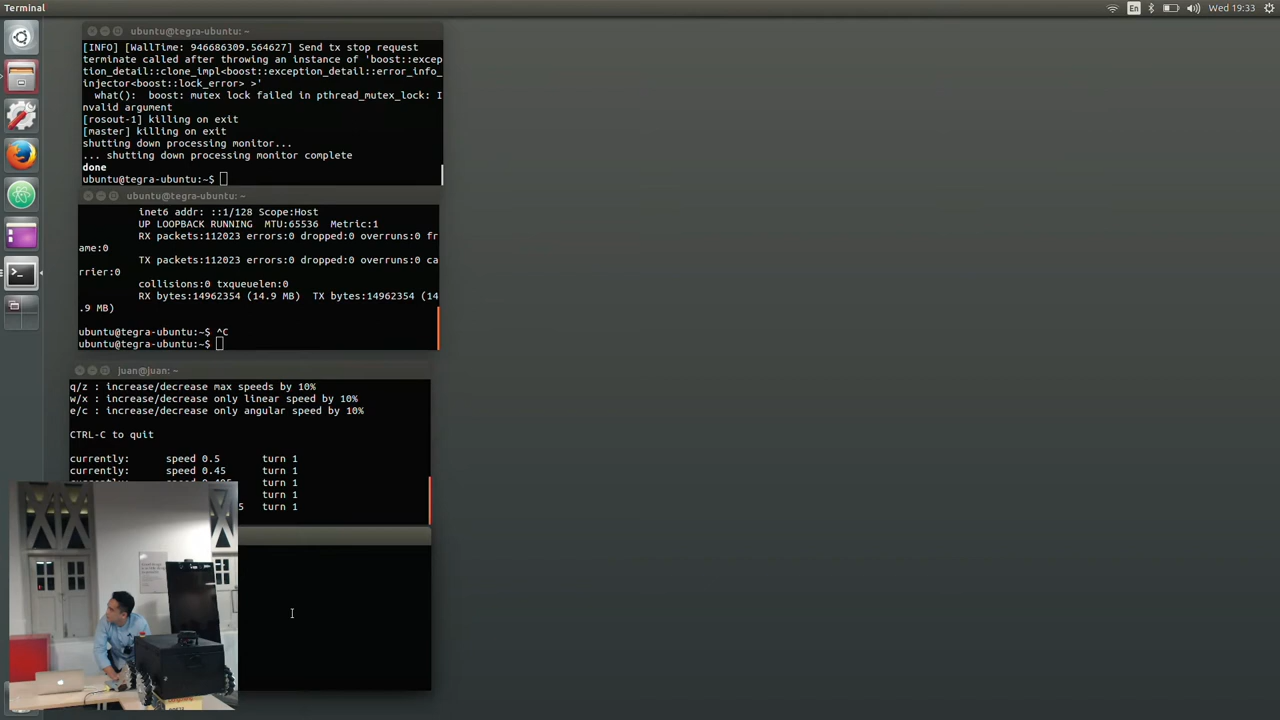 Terminal
En
Wed 19:33
ubuntu@tegra-ubuntu: ~
[INFO] [WallTime: 946686309.564627] Send tx stop request
terminate called after throwing an instance of 'boost::excep
tion_detail::clone_impl<boost::exception_detail::error_info_
injector<boost::lock_error> >'
  what():  boost: mutex lock failed in pthread_mutex_lock: I
nvalid argument
[rosout-1] killing on exit
[master] killing on exit
shutting down processing monitor...
... shutting down processing monitor complete
done
ubuntu@tegra-ubuntu:~$
ubuntu@tegra-ubuntu: ~
inet6 addr: ::1/128 Scope:Host
UP LOOPBACK RUNNING  MTU:65536  Metric:1
RX packets:112023 errors:0 dropped:0 overruns:0 fr
ame:0
TX packets:112023 errors:0 dropped:0 overruns:0 ca
rrier:0
collisions:0 txqueuelen:0
RX bytes:14962354 (14.9 MB)  TX bytes:14962354 (14
.9 MB)
ubuntu@tegra-ubuntu:~$ ^C
ubuntu@tegra-ubuntu:~$
juan@juan: ~
q/z : increase/decrease max speeds by 10%
w/x : increase/decrease only linear speed by 10%
e/c : increase/decrease only angular speed by 10%
CTRL-C to quit
currently:      speed 0.5       turn 1
currently:      speed 0.45      turn 1
turn 1
turn 1
5   turn 1